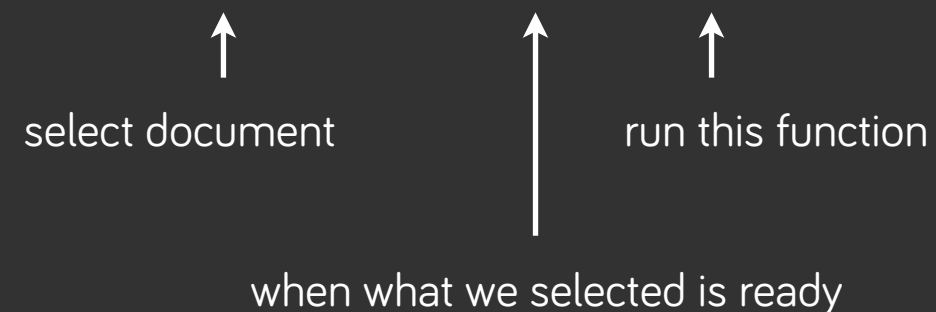 select document
run this function
when what we selected is ready